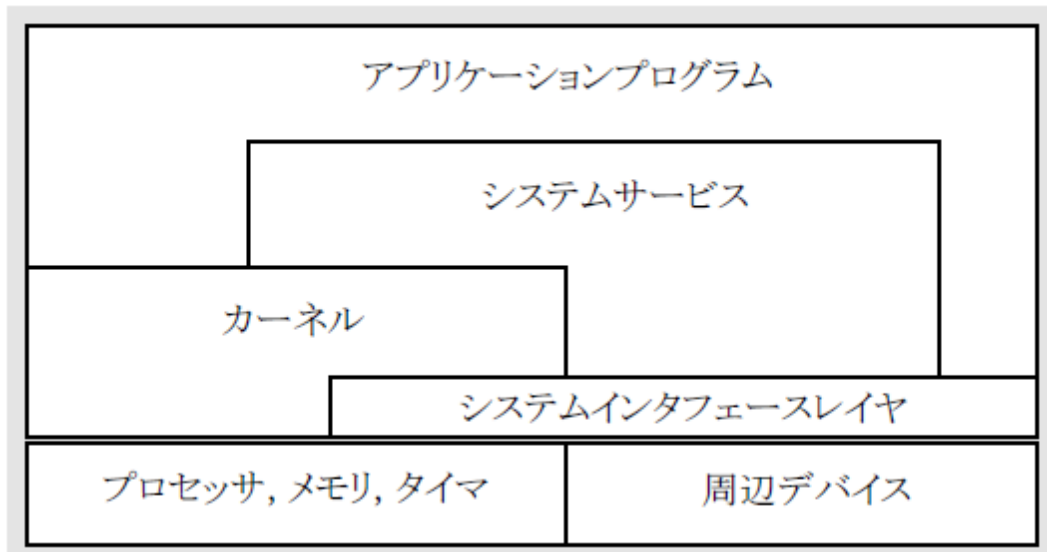 アプリケーションプログラム
システムサービス
カーネル
システムインタフェースレイヤ
プロセッサ, メモリ, タイマ
周辺デバイス